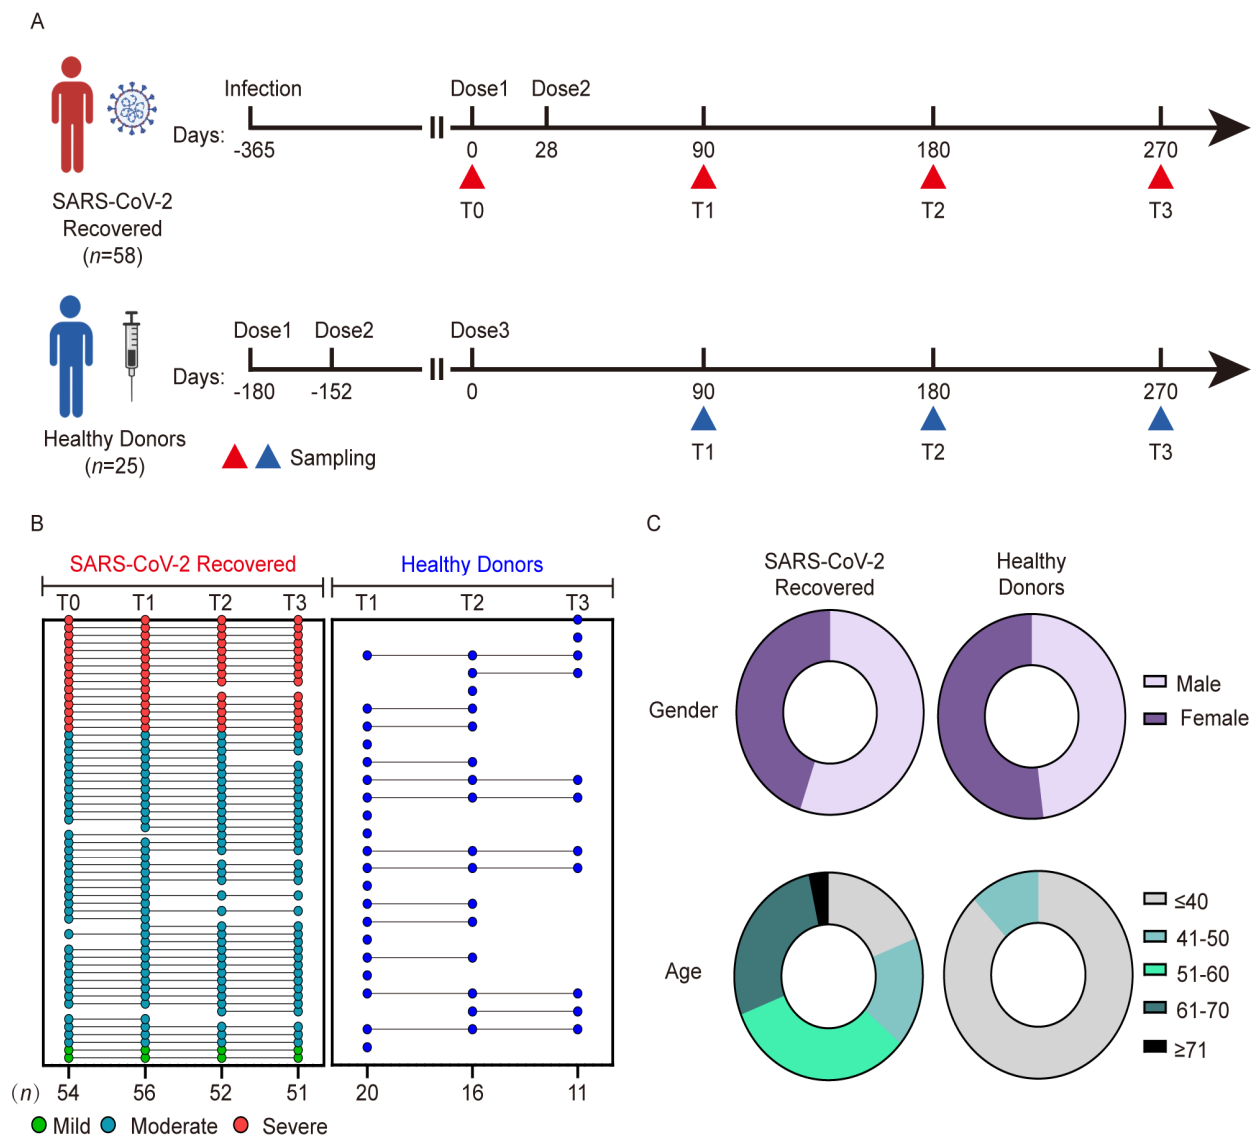 A
Infection
Dose1
Dose2
Days:
-365
0
28
90
180
270
T0
T1
T2
T3
SARS-CoV-2
Recovered
(n=58)
Dose1
Dose2
Dose3
Days:
-180
-152
0
90
180
270
T1
T2
T3
Healthy Donors
(n=25)
Sampling
B
SARS-CoV-2 Recovered
Healthy Donors
T0
T1
T2
T3
T1
T2
T3
(n)
54
56
52
51
20
16
11
Mild
Moderate
Severe
C
SARS-CoV-2
Recovered
Healthy
Donors
Gender
Male
Female
Age
≤40
41-50
51-60
61-70
≥71